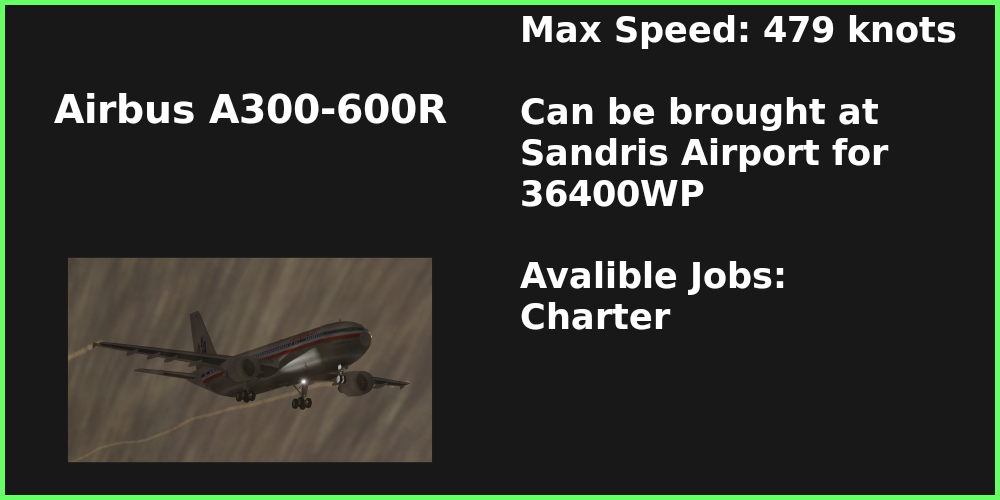 Airbus A300-600R
Max Speed: 479 knots
Can be brought at
Sandris Airport for
36400WP
Avalible Jobs:
Charter